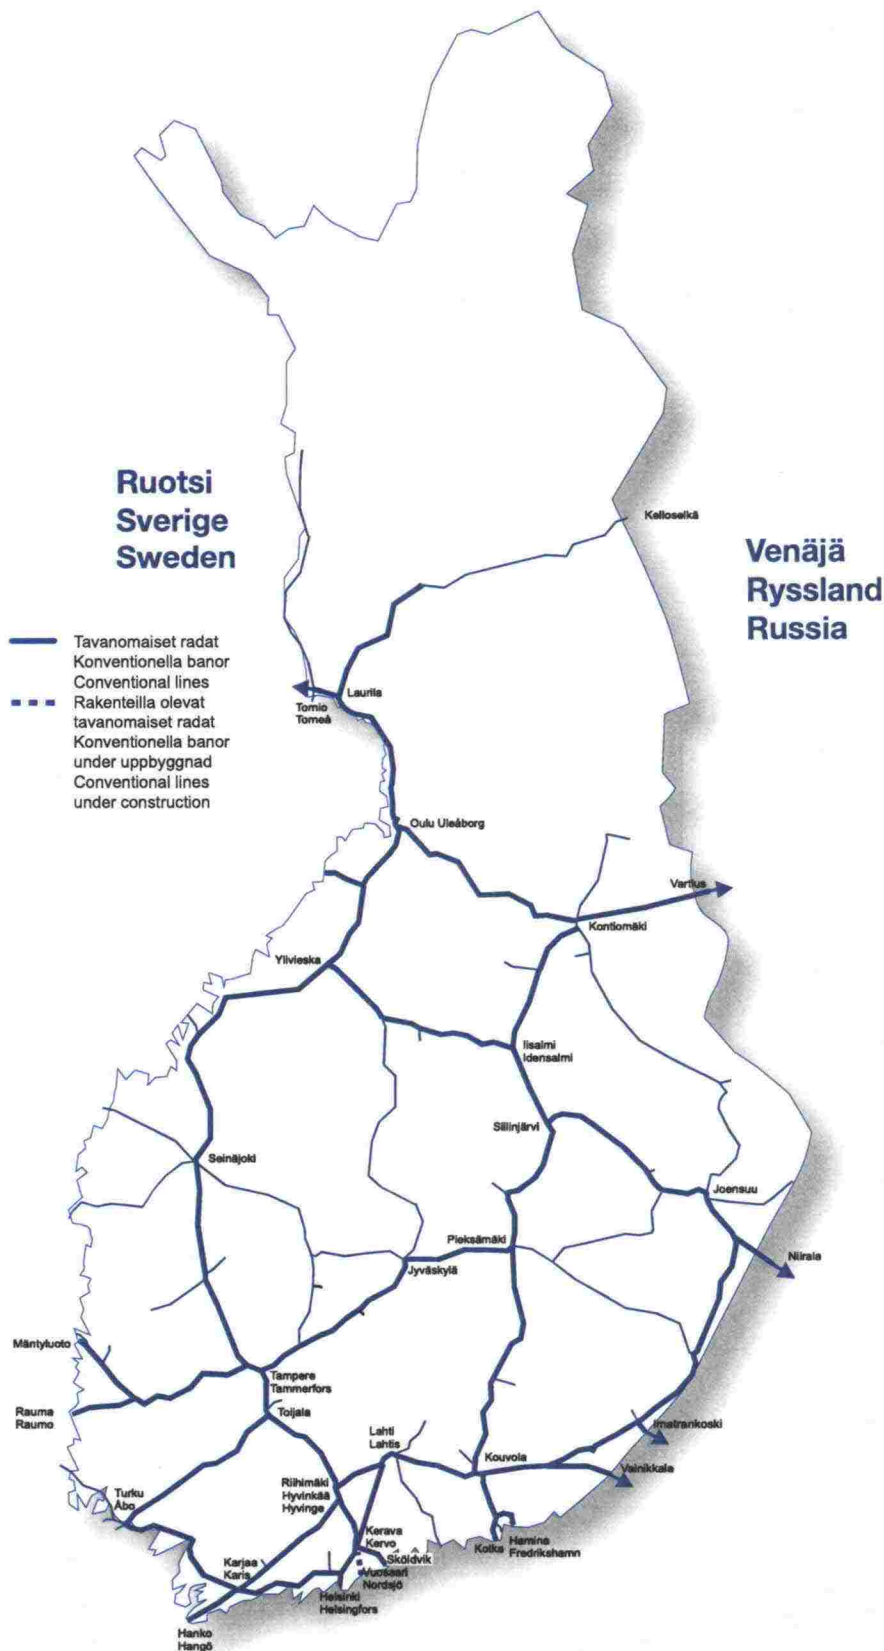 Ruotsi
Sverige
Sweden
Kelloselkä
Venäjä
Ryssland
Russia
Tavanomaiset radat
Konventionella banor
Conventional lines
Rakenteilla olevat
tavanomaiset radat
Konventionella banor
under uppbyggnad
Conventional lines
under construction
Laurila
Tornio
Torneå
Oulu Uleåborg
Vartius
Kontiomäki
Ylivieska
Iisalmi
Idensalmi
Siilinjärvi
Seinäjoki
Joensuu
Pieksämäki
Jyväskylä
Niirala
Mäntyluoto
Tampere
Tammerfors
Rauma
Raumo
Toijala
Imatrankoski
Lahti
Lahtis
Kouvola
Vainikkala
Turku
Åbo
Riihimäki
Hyvinkää
Hyvinge
Kerava
Kervo
Hamina
Fredrikshamn
Kotka
Sköldvik
Vuosaari
Nordsjö
Karjaa
Karis
Helsinki
Helsingfors
Hanko
Hangö